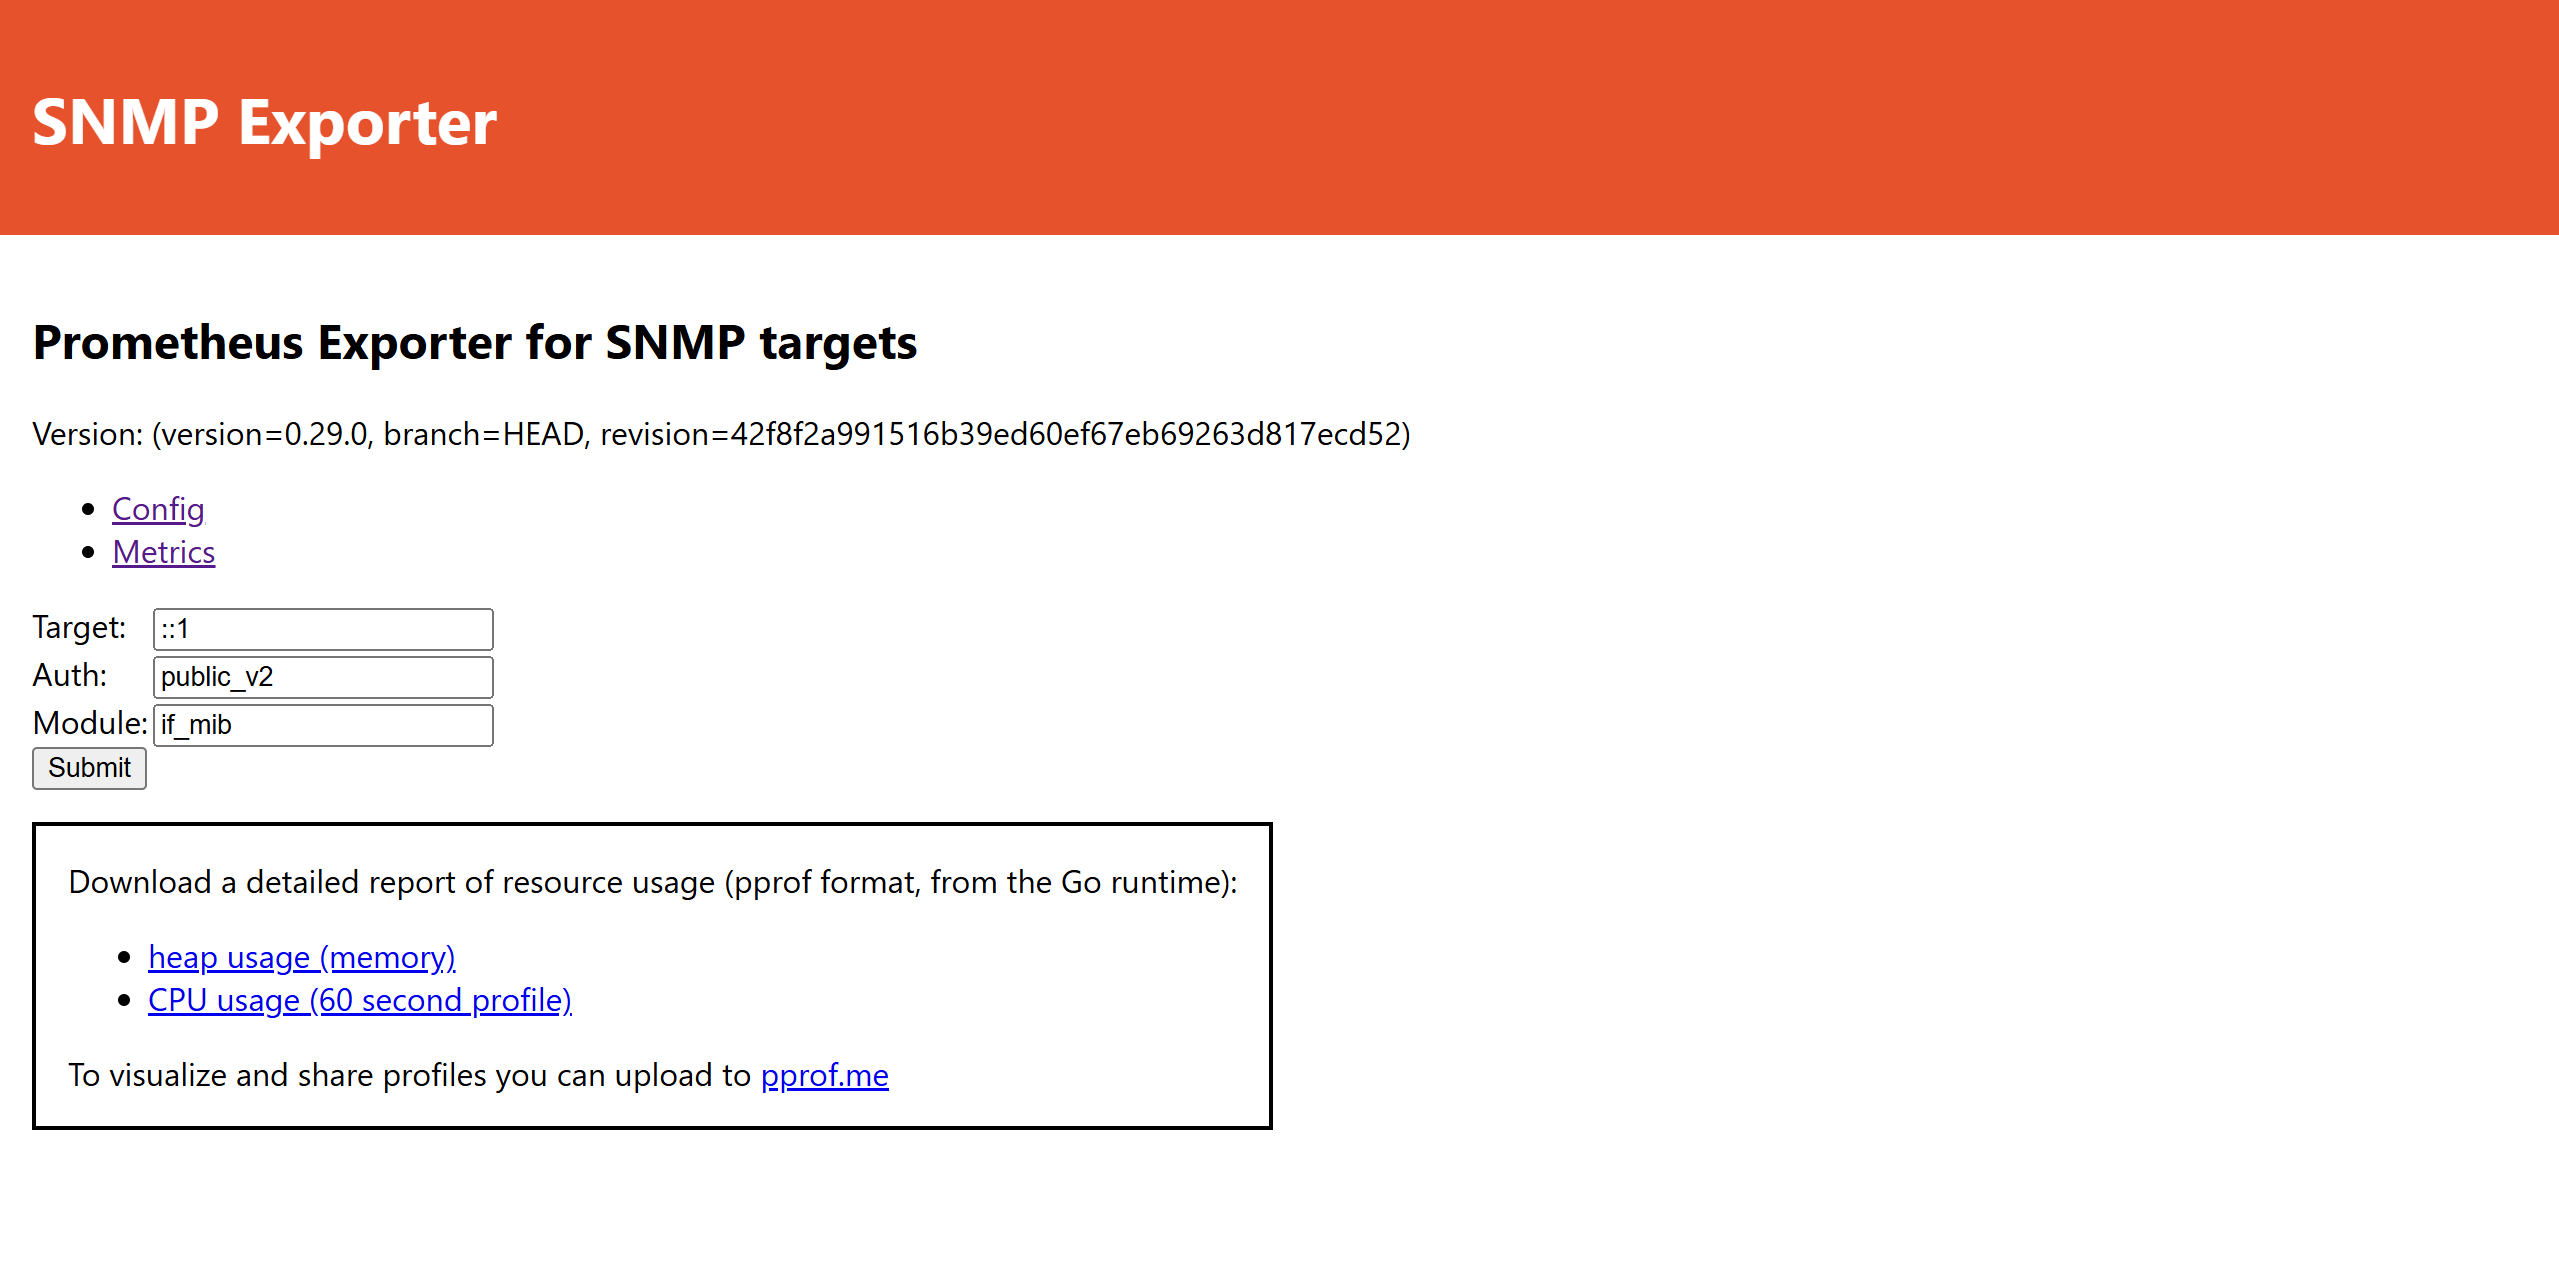 SNMP Exporter
Prometheus Exporter for SNMP targets
Version: (version=0.29.0, branch=HEAD, revision=42f8f2a991516b39ed60ef67eb69263d817ecd52)
Config
Metrics
Target: ::1
Auth: public_v2
Module: if_mib
Submit
Download a detailed report of resource usage (pprof format, from the Go runtime):
heap usage (memory)
CPU usage (60 second profile)
To visualize and share profiles you can upload to pprof.me